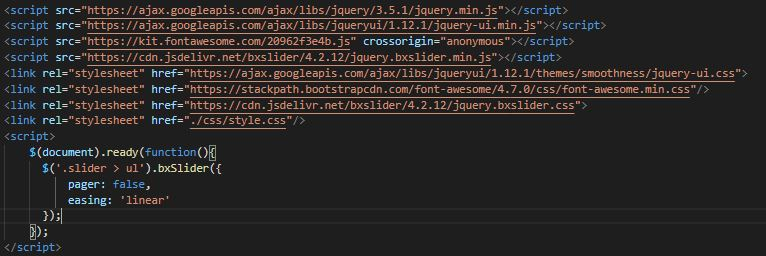 <script src="https://ajax.googleapis.com/ajax/libs/jquery/3.5.1/jquery.min.js"></script>
<script src="https://ajax.googleapis.com/ajax/libs/jqueryui/1.12.1/jquery-ui.min.js"></script>
<script src="https://kit.fontawesome.com/20962f3e4b.js" crossorigin="anonymous"></script>
<script src="https://cdn.jsdelivr.net/bxslider/4.2.12/jquery.bxslider.min.js"></script>
<link rel="stylesheet" href="https://ajax.googleapis.com/ajax/libs/jqueryui/1.12.1/themes/smoothness/jquery-ui.css">
<link rel="stylesheet" href="https://stackpath.bootstrapcdn.com/font-awesome/4.7.0/css/font-awesome.min.css"/>
<link rel="stylesheet" href="https://cdn.jsdelivr.net/bxslider/4.2.12/jquery.bxslider.css">
<link rel="stylesheet" href="./css/style.css"/>
<script>
    $(document).ready(function(){
      $('.slider > ul').bxSlider({
          pager: false,
          easing: 'linear'
      });
    });
</script>